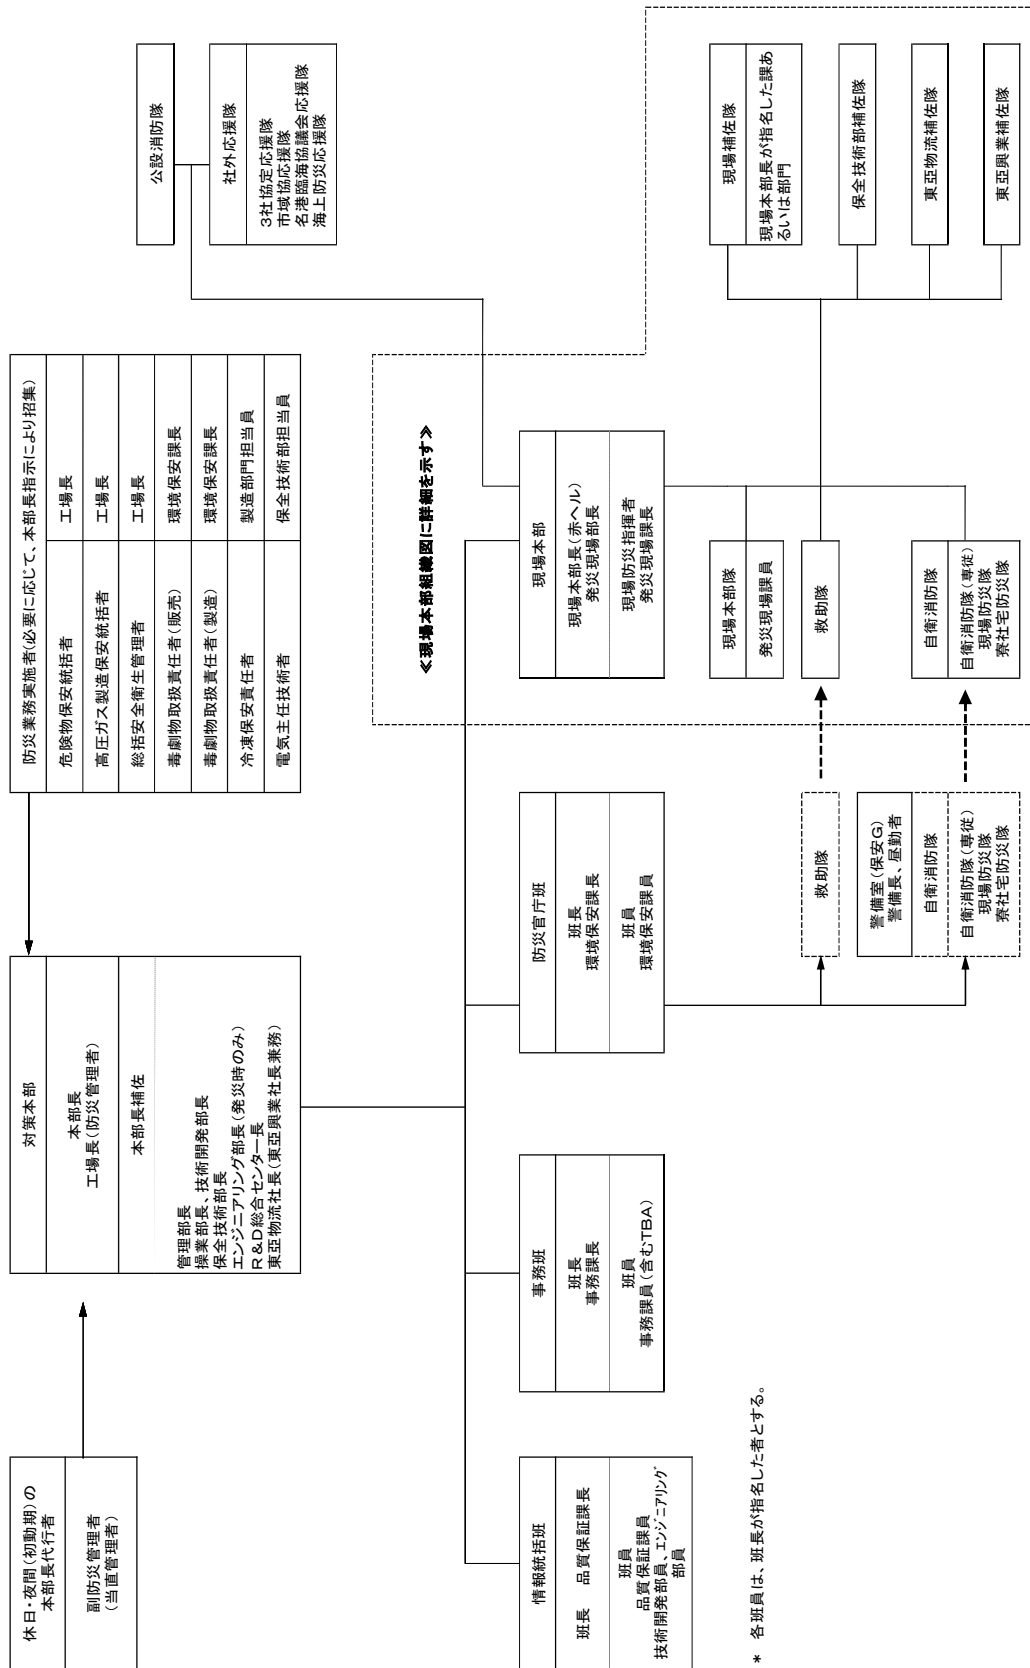 休日・夜間(初動期)の
本部長代行者
副防災管理者
(当直管理者)
対策本部
本部長
工場長(防災管理者)
本部長補佐
管理部長
操業部長、技術開発部長
保全技術部長
エンジニアリング部長(発災時のみ)
R&D総合センター長
東亞物流社長(東亞興業社長兼務)
防災業務実施者(必要に応じて、本部長指示により招集)
危険物保安統括者 工場長
高圧ガス製造保安統括者 工場長
総括安全衛生管理者 工場長
毒劇物取扱責任者(販売) 環境保安課長
毒劇物取扱責任者(製造) 環境保安課長
冷凍保安責任者 製造部門担当員
電気主任技術者 保全技術部担当員
公設消防隊
社外応援隊
3社協定応援隊
市域協応援隊
名港臨海協議会応援隊
海上防災応援隊
≪現場本部組織図に詳細を示す≫
情報統括班
班長 品質保証課長
班員
品質保証課員
技術開発部員、エンジニアリング
部員
事務班
班長
事務課長
班員
事務課員(含むTBA)
防災官庁班
班長
環境保安課長
班員
環境保安課員
現場本部
現場本部長(赤ヘル)
発災現場部長
現場防災指揮者
発災現場課長
救助隊
警備室(保安G)
警備長、昼勤者
自衛消防隊
自衛消防隊(専従)
現場防災隊
寮社宅防災隊
現場本部隊
発災現場課員
救助隊
自衛消防隊
自衛消防隊(専従)
現場防災隊
寮社宅防災隊
現場補佐隊
現場本部長が指名した課あ
るいは部門
保全技術部補佐隊
東亞物流補佐隊
東亞興業補佐隊
* 各班員は、班長が指名した者とする。